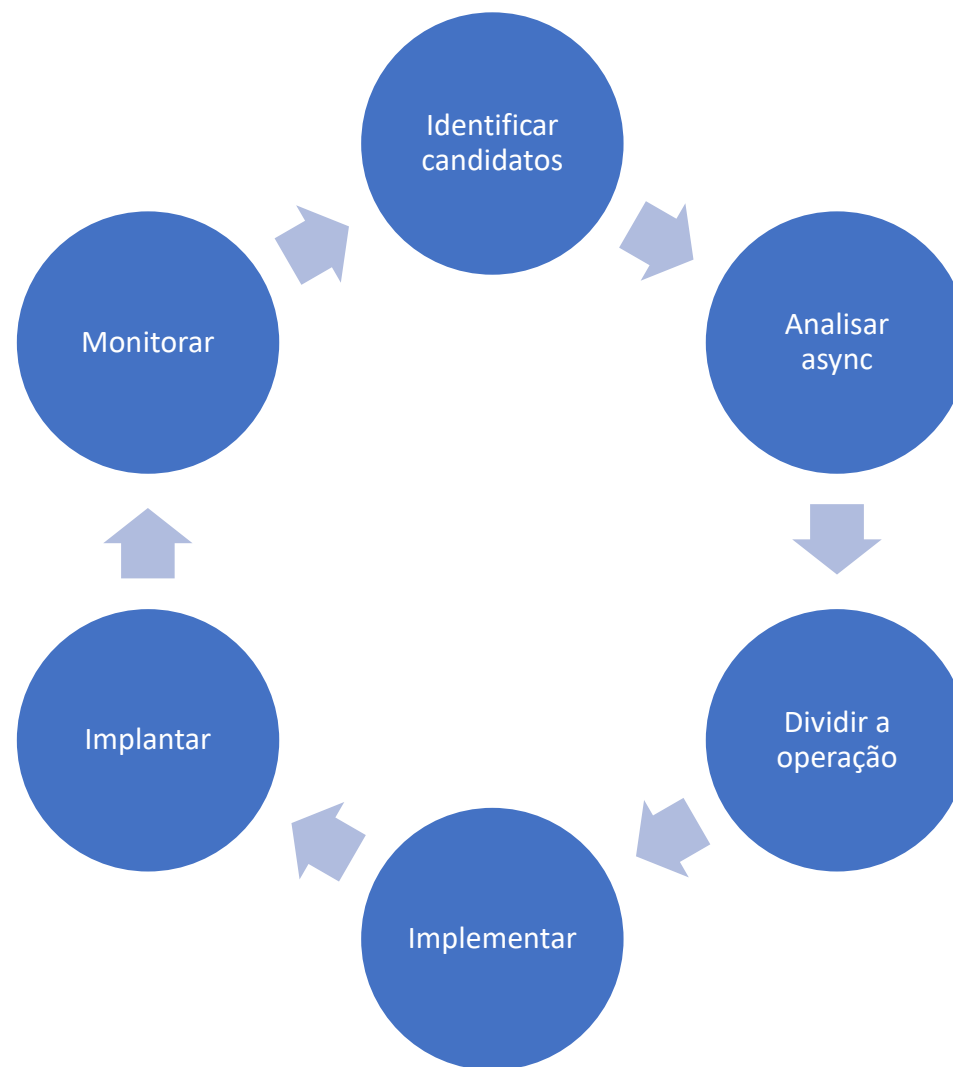 Identificar
candidatos
Analisar
async
Dividir a
operação
Implementar
Implantar
Monitorar